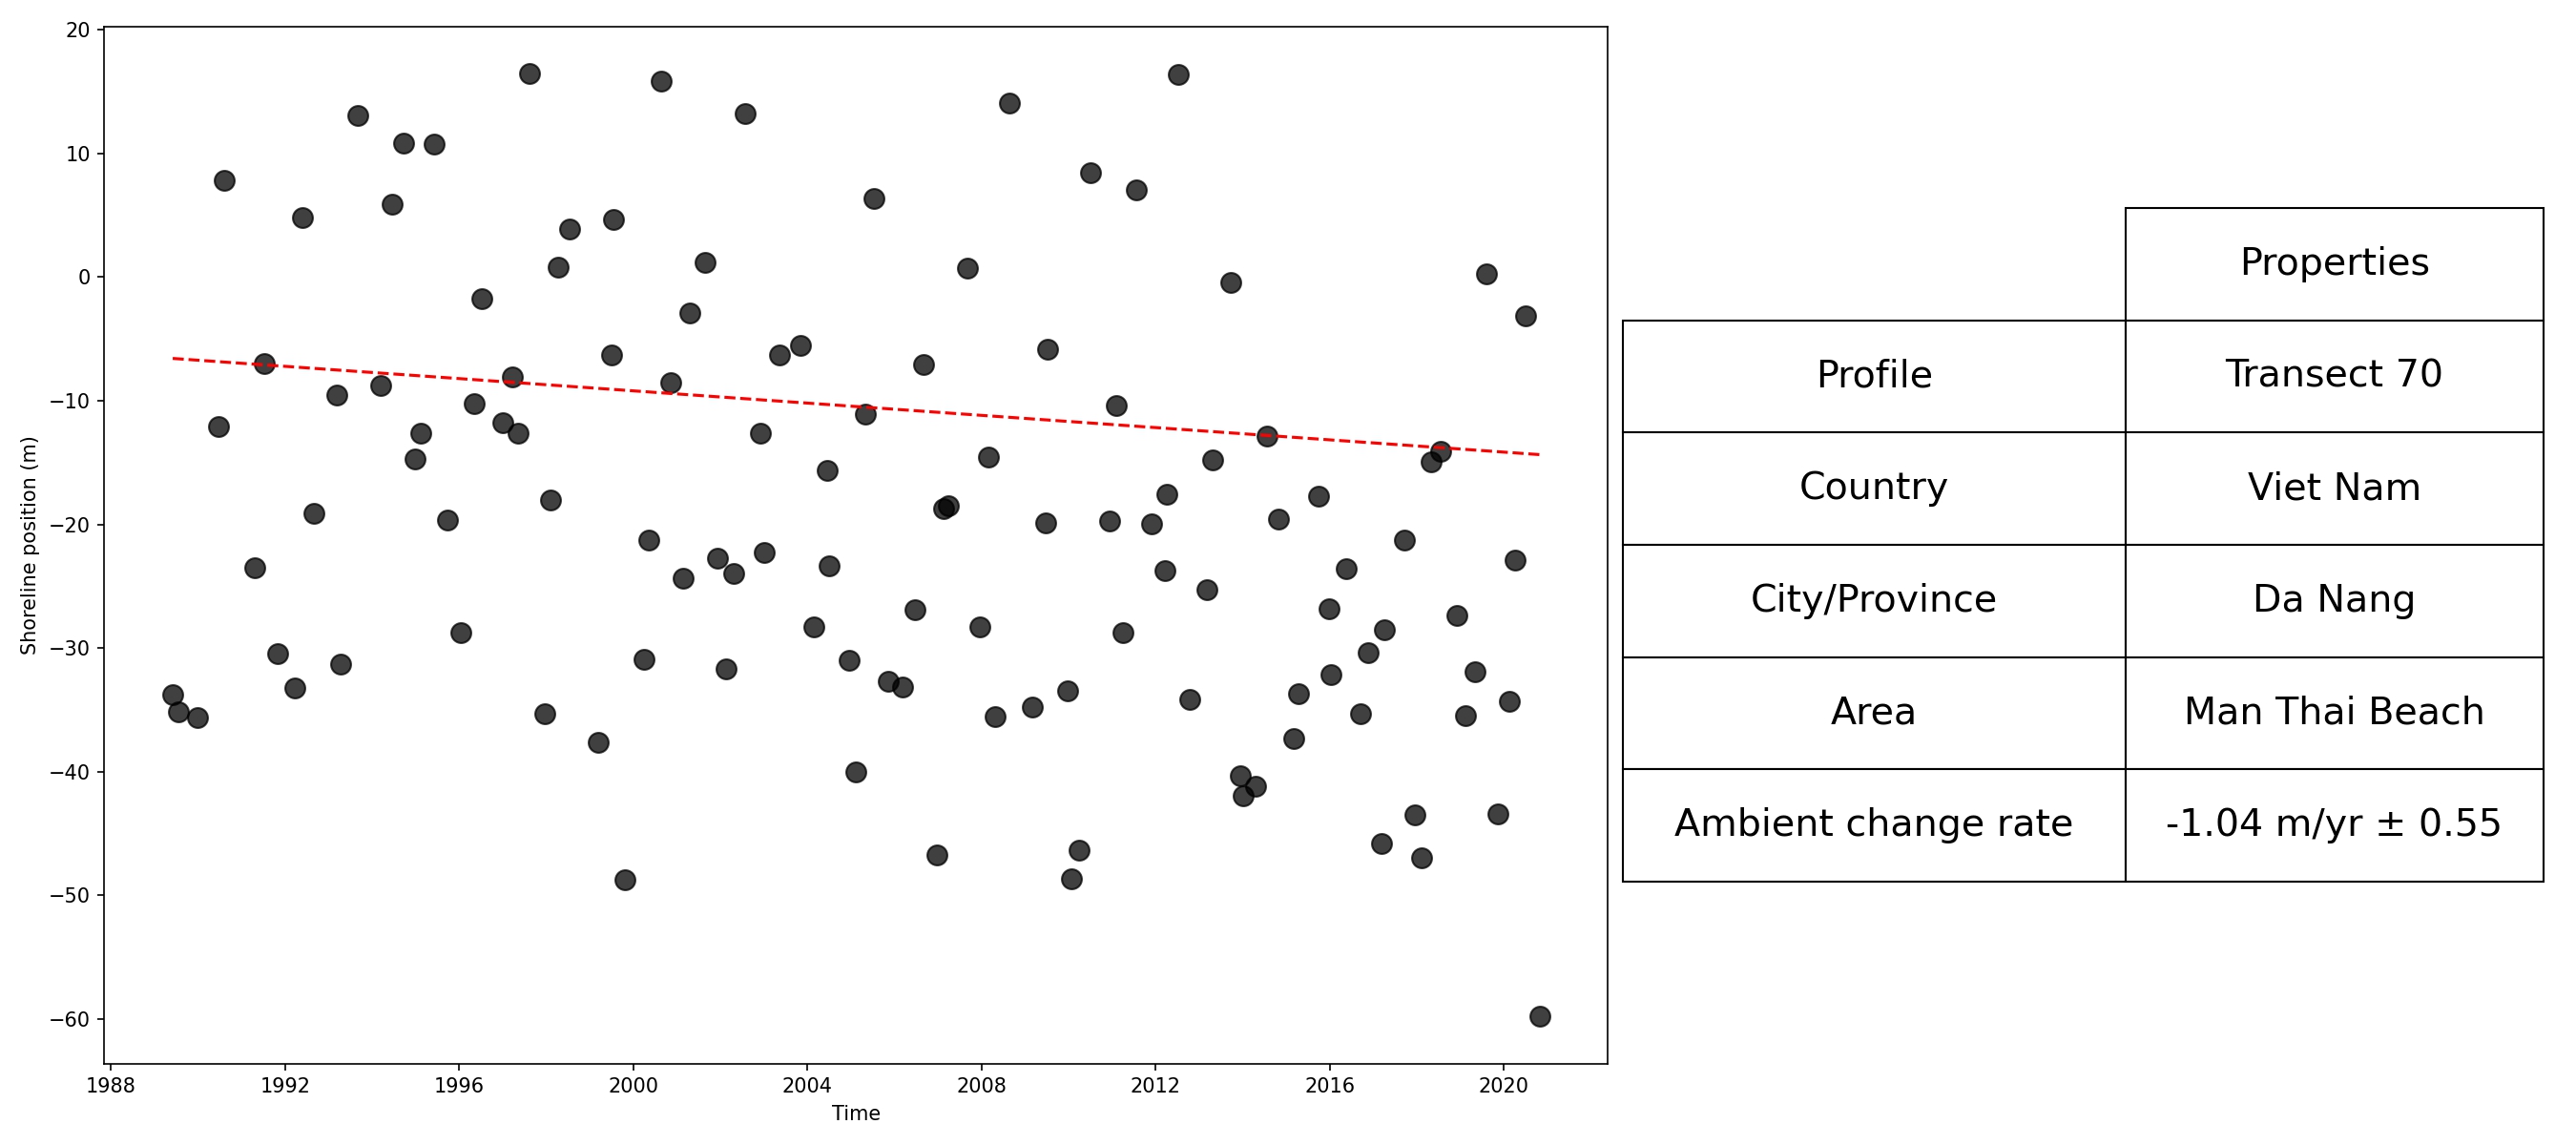 20
10
0
−10
−20
−30
−40
−50
−60
Shoreline position (m)
1988 1992 1996 2000 2004 2008 2012 2016 2020
Time
Properties
Profile Transect 70
Country Viet Nam
City/Province Da Nang
Area Man Thai Beach
Ambient change rate -1.04 m/yr ± 0.55